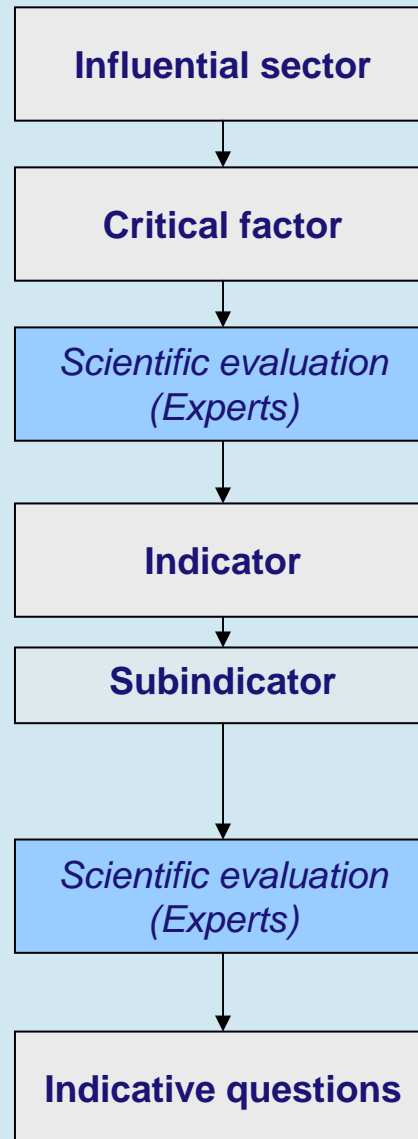 Influential sector
Critical factor
Scientific evaluation
(Experts)
Indicator
Subindicator
Scientific evaluation
(Experts)
Indicative questions